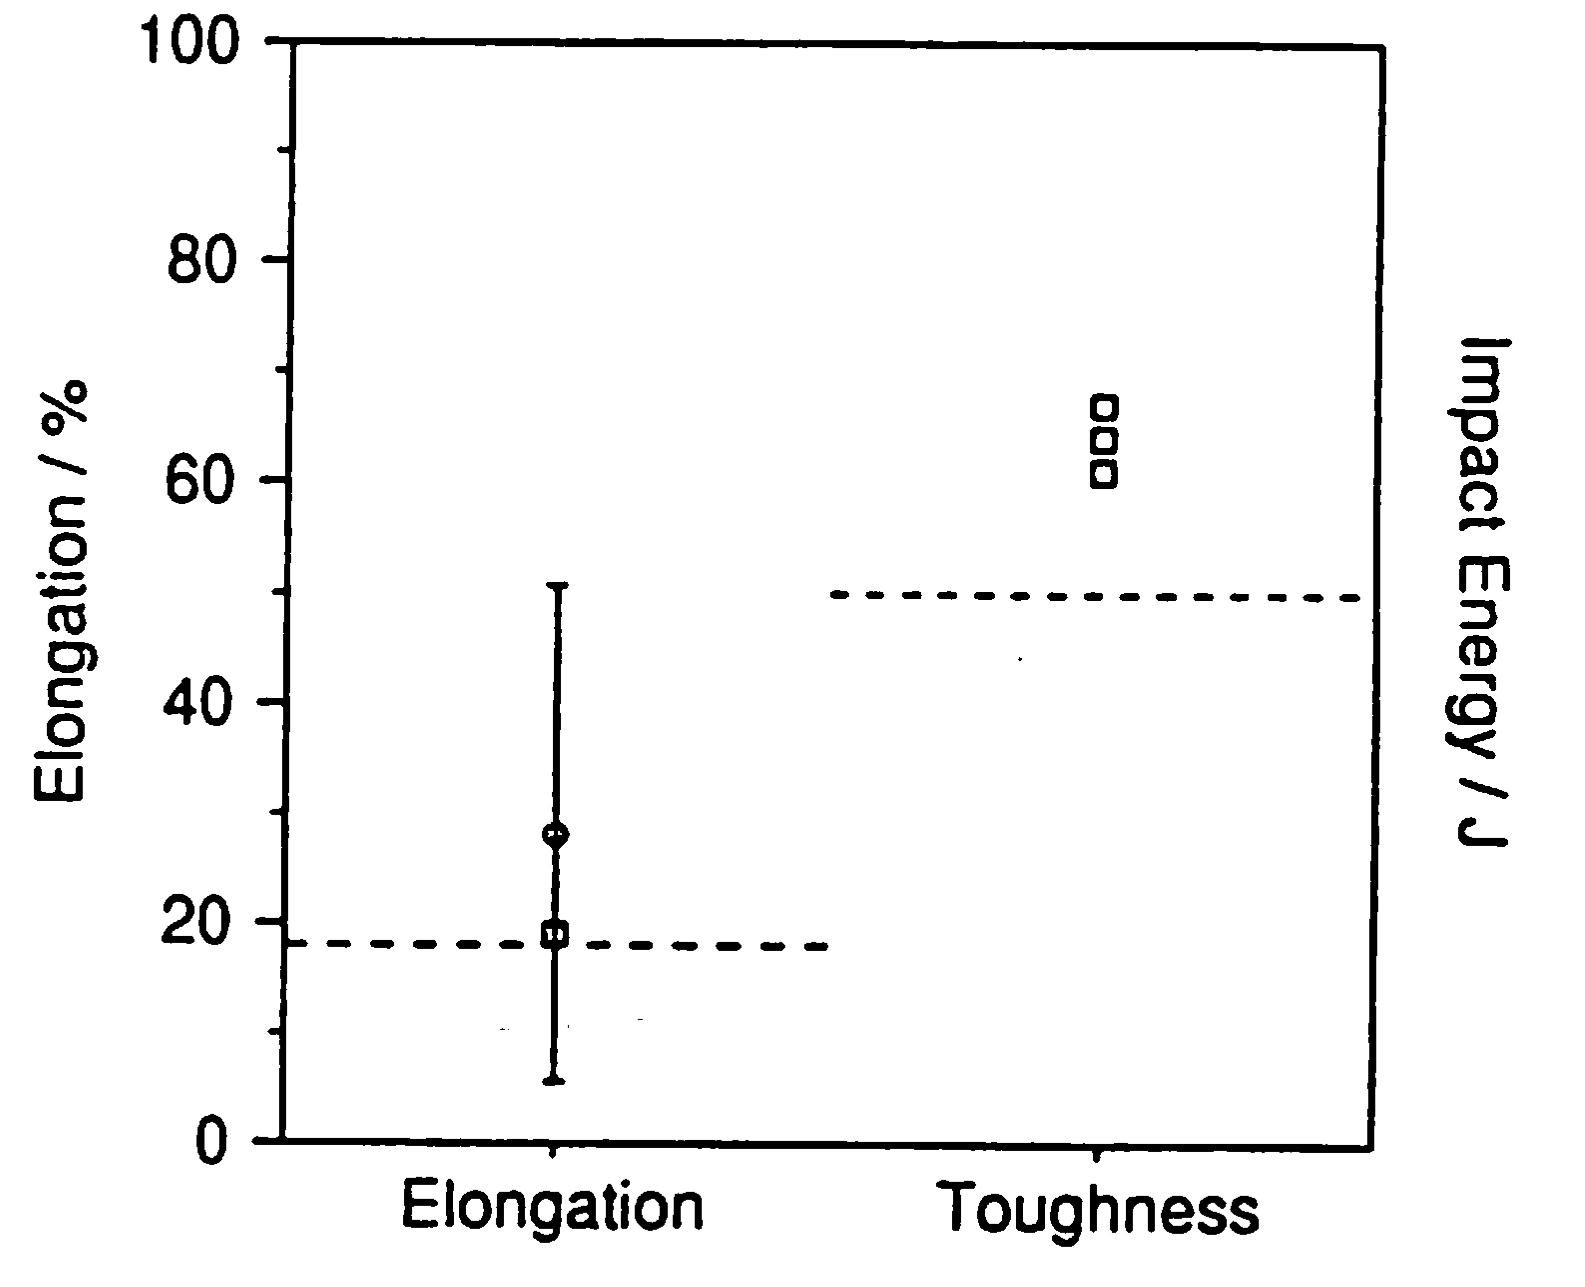 100
80
60
40
20
0
Elongation / %
Impact Energy / J
Elongation
Toughness